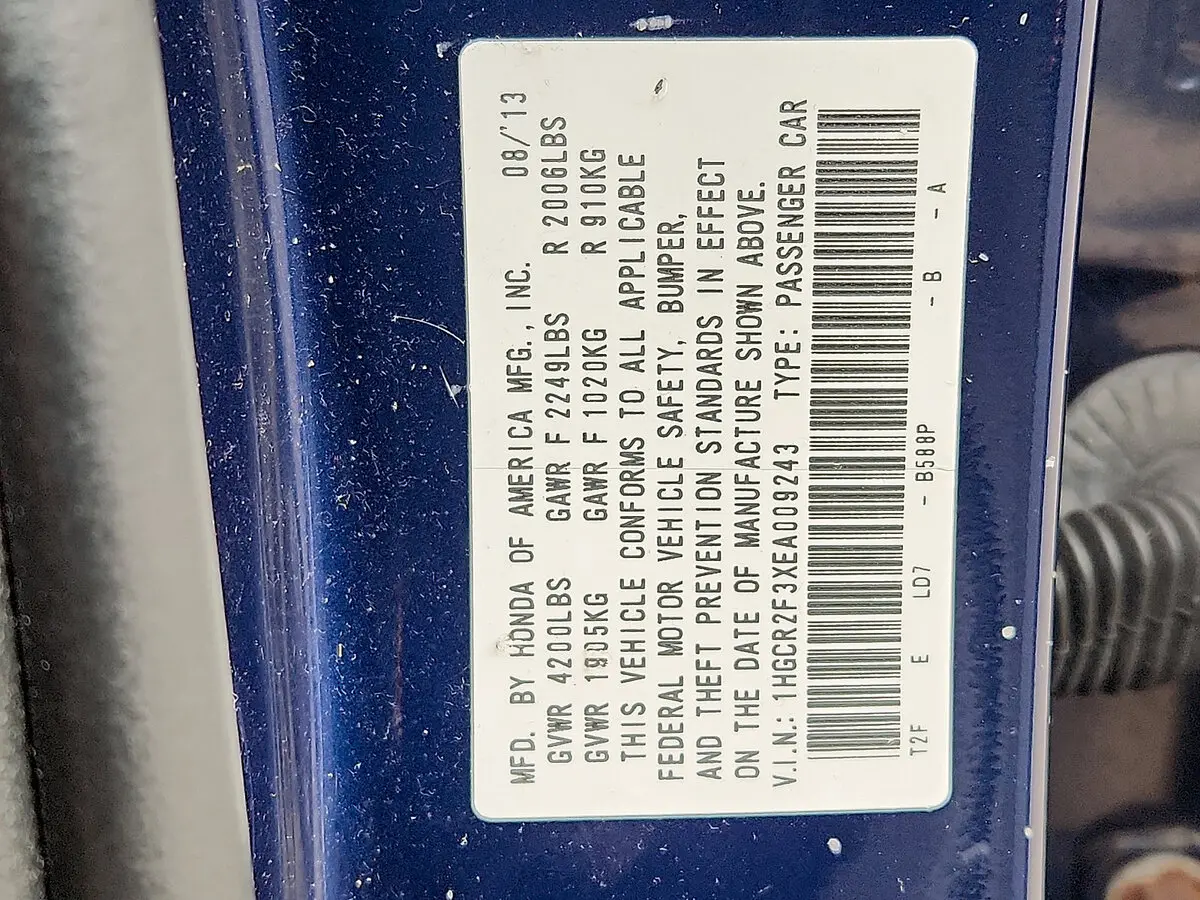 MFD. BY HONDA OF AMERICA MFG., INC. 08/'13
GVWR 4200LBS GAWR F 2249LBS R 2006LBS
GVWR 1905KG GAWR F 1020KG R 910KG
THIS VEHICLE CONFORMS TO ALL APPLICABLE
FEDERAL MOTOR VEHICLE SAFETY, BUMPER,
AND THEFT PREVENTION STANDARDS IN EFFECT
ON THE DATE OF MANUFACTURE SHOWN ABOVE.
V.I.N.: 1HGCR2F3XEA009243 TYPE: PASSENGER CAR
T2F E LD7 - B588P - B - A